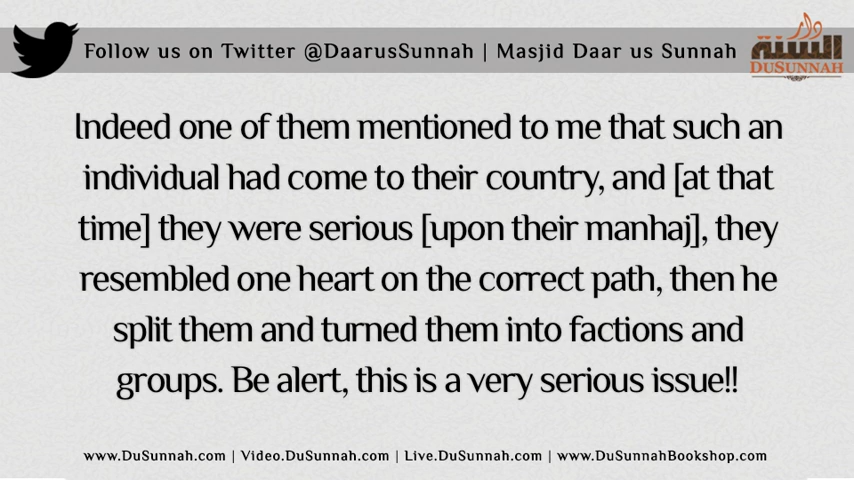 Follow us on Twitter @DaarusSunnah | Masjid Daar us Sunnah
دار
السنة
DUSUNNAH
Indeed one of them mentioned to me that such an
individual had come to their country, and [at that
time] they were serious [upon their manhaj], they
resembled one heart on the correct path, then he
split them and turned them into factions and
groups. Be alert, this is a very serious issue!!
www.DuSunnah.com | Video.DuSunnah.com | Live.DuSunnah.com | www.DuSunnahBookshop.com